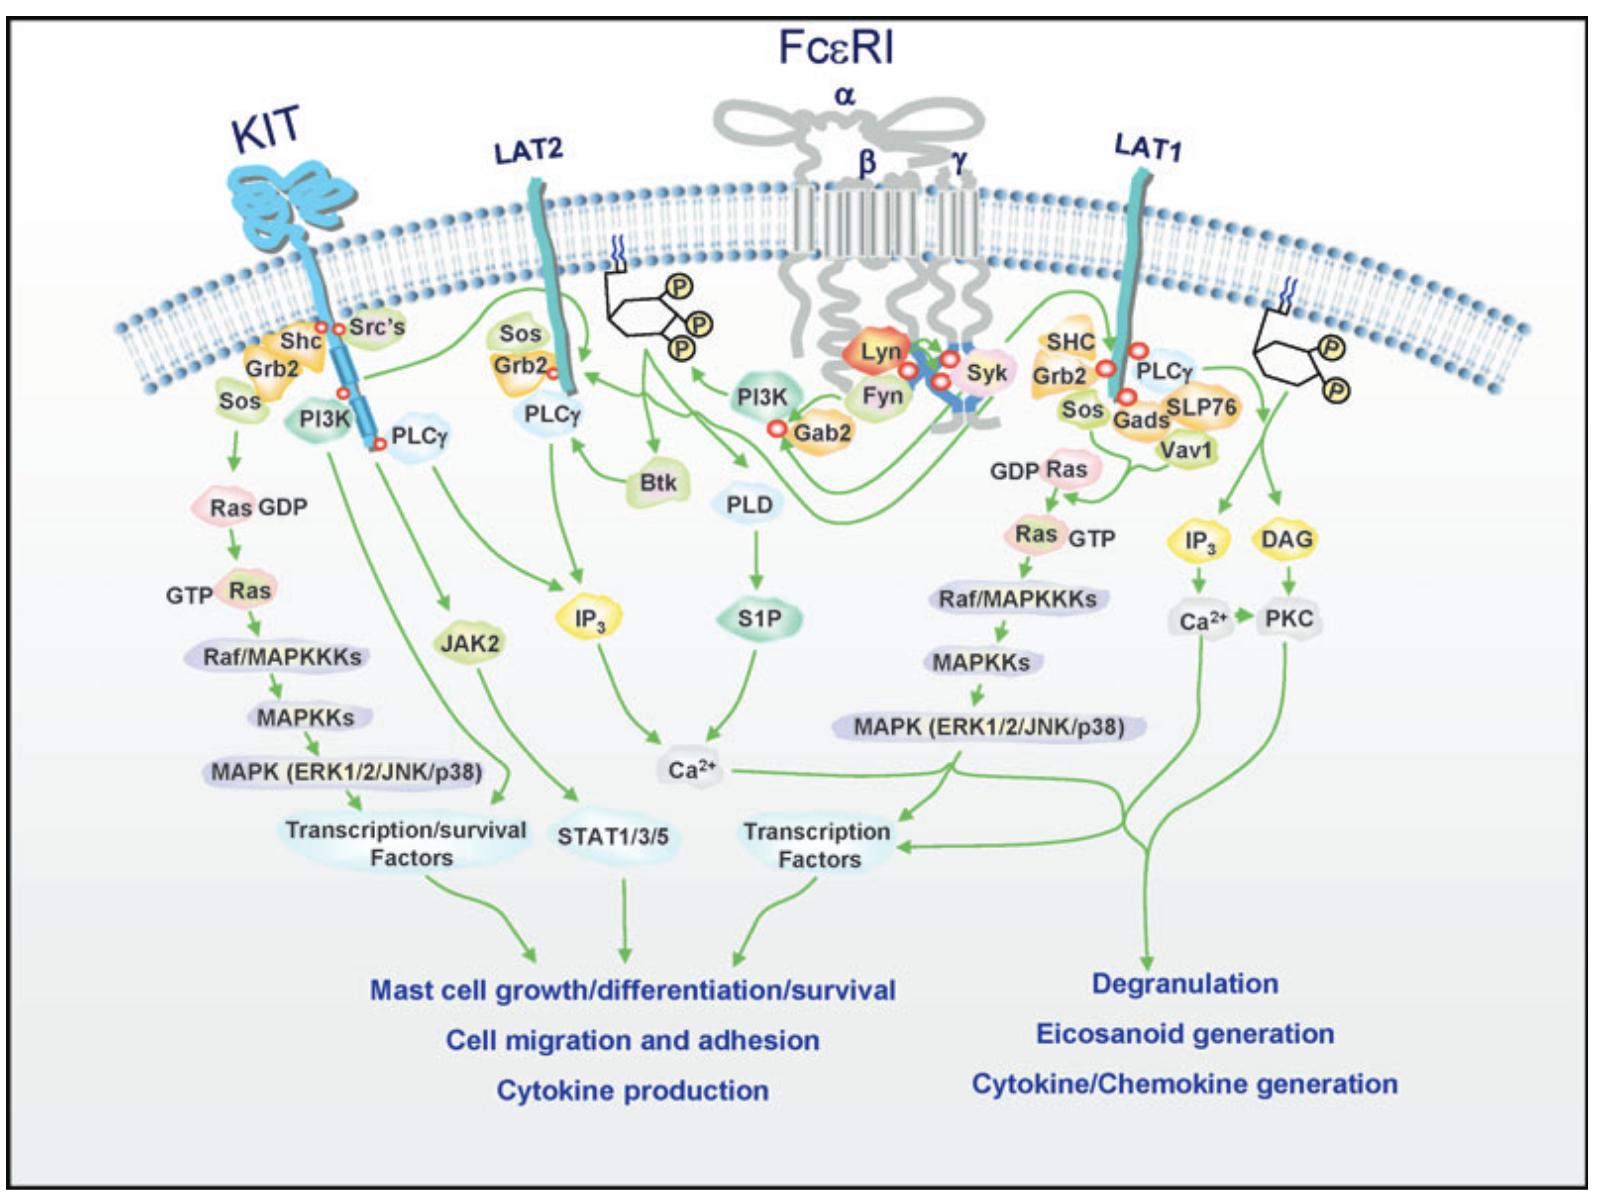 FcεRI
α
KIT
LAT2
β
γ
LAT1
P
P
P
Shc
Src's
Grb2
Sos
PI3K
PLCγ
Sos
Grb2
PLCγ
PI3K
Lyn
Fyn
Gab2
Syk
SHC
Grb2
Sos
PLCγ
SLP76
Gads
Vav1
P
P
Btk
PLD
Ras GDP
GTP Ras
Raf/MAPKKKs
MAPKKs
MAPK (ERK1/2/JNK/p38)
JAK2
IP3
S1P
Ca2+
GDP Ras
Ras GTP
Raf/MAPKKKs
MAPKKs
MAPK (ERK1/2/JNK/p38)
IP3
DAG
Ca2+
PKC
Transcription/survival
Factors
STAT1/3/5
Transcription
Factors
Mast cell growth/differentiation/survival
Cell migration and adhesion
Cytokine production
Degranulation
Eicosanoid generation
Cytokine/Chemokine generation